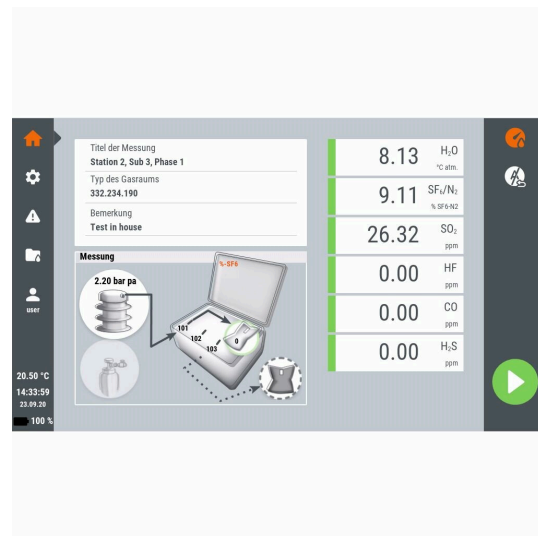 Titel der Messung
Station 2, Sub 3, Phase 1
Typ des Gasraums
332.234.190
Bemerkung
Test in house
Messung
%-SF6
2.20 bar pa
101
102
103
0
8.13 H₂O
°C atm.
9.11 SF₆/N₂
% SF6-N2
26.32 SO₂
ppm
0.00 HF
ppm
0.00 CO
ppm
0.00 H₂S
ppm
user
20.50 °C
14:33:59
23.09.20
100 %